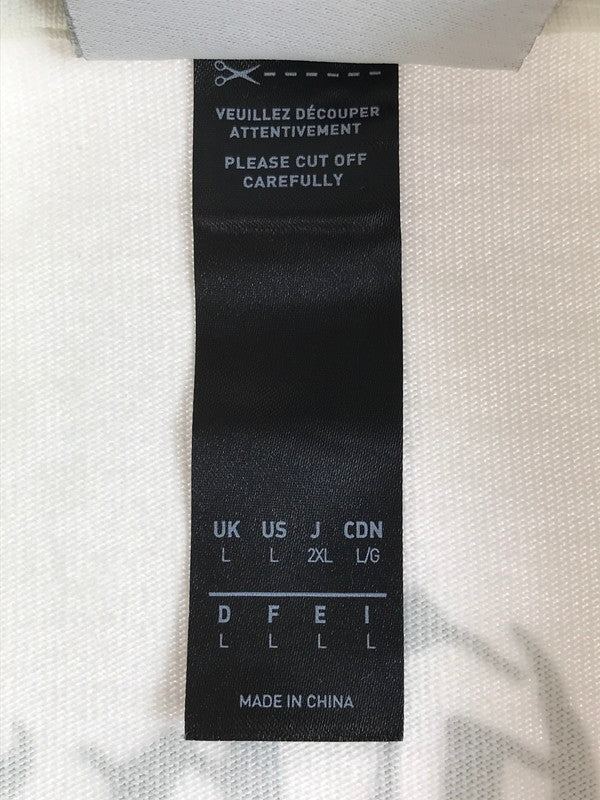 VEUILLEZ DÉCOUPER
ATTENTIVEMENT
PLEASE CUT OFF
CAREFULLY
UK US J CDN
L L 2XL L/G
D F E I
L L L L
MADE IN CHINA